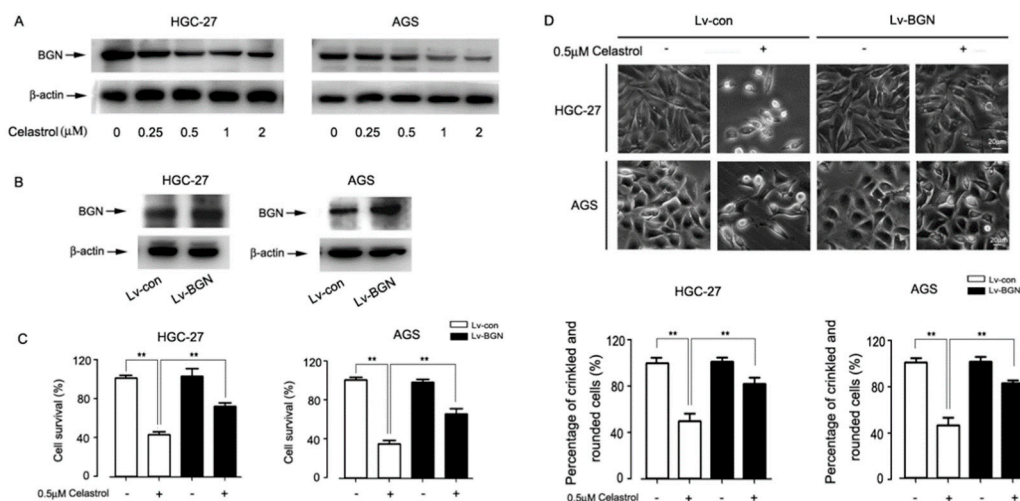 A
HGC-27
AGS
BGN
β-actin
Celastrol (μM) 0 0.25 0.5 1 2 0 0.25 0.5 1 2
B
HGC-27
AGS
BGN
BGN
β-actin
β-actin
Lv-con Lv-BGN Lv-con Lv-BGN
C
HGC-27
AGS
Lv-con
Lv-BGN
Cell survival (%)
120
80
40
0
** **
- + - +
0.5μM Celastrol
Cell survival (%)
120
80
40
0
** **
- + - +
D
Lv-con Lv-BGN
0.5μM Celastrol - + - +
HGC-27
20μm
AGS
20μm
HGC-27
Lv-con
Lv-BGN
Percentage of crinkled and
rounded cells (%)
120
80
40
0
** **
- + - +
0.5μM Celastrol
AGS
Lv-con
Lv-BGN
Percentage of crinkled and
rounded cells (%)
120
80
40
0
** **
- + - +